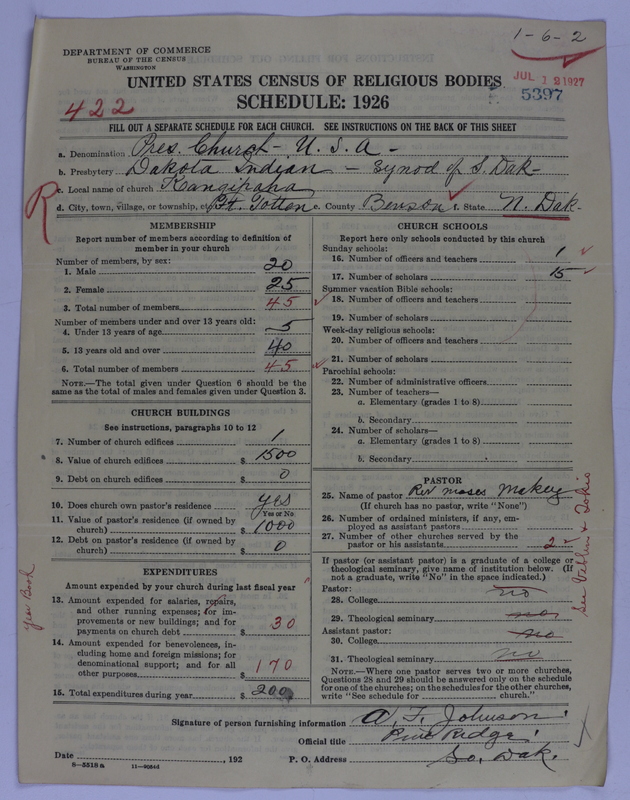 1-6-2
DEPARTMENT OF COMMERCE
BUREAU OF THE CENSUS
WASHINGTON
JUL 12 1927
5397
UNITED STATES CENSUS OF RELIGIOUS BODIES
422
SCHEDULE: 1926
FILL OUT A SEPARATE SCHEDULE FOR EACH CHURCH. SEE INSTRUCTIONS ON THE BACK OF THIS SHEET
a. Denomination Pres. Church - U.S.A -
b. Presbytery Dakota Indian - Synod of S. Dak -
c. Local name of church Kangipaha
R
d. City, town, village, or township, etc. Ft. Totten e. County Benson f. State N. Dak -
MEMBERSHIP
Report number of members according to definition of member in your church
Number of members, by sex:
1. Male 20
2. Female 25
3. Total number of members 45
Number of members under and over 13 years old:
4. Under 13 years of age 5
5. 13 years old and over 40
6. Total number of members 45
NOTE.—The total given under Question 6 should be the same as the total of males and females given under Question 3.
CHURCH BUILDINGS
See instructions, paragraphs 10 to 12
7. Number of church edifices 1
8. Value of church edifices $ 1500
9. Debt on church edifices $ 0
10. Does church own pastor's residence yes
Yes or No
11. Value of pastor's residence (if owned by church) $ 1000
12. Debt on pastor's residence (if owned by church) $ 0
EXPENDITURES
Amount expended by your church during last fiscal year
13. Amount expended for salaries, repairs, and other running expenses; for improvements or new buildings; and for payments on church debt $ 30
14. Amount expended for benevolences, including home and foreign missions; for denominational support; and for all other purposes $ 170
15. Total expenditures during year $ 200
Year Book
CHURCH SCHOOLS
Report here only schools conducted by this church
Sunday schools:
16. Number of officers and teachers 1
17. Number of scholars 15
Summer vacation Bible schools:
18. Number of officers and teachers
19. Number of scholars
Week-day religious schools:
20. Number of officers and teachers
21. Number of scholars
Parochial schools:
22. Number of administrative officers
23. Number of teachers—
a. Elementary (grades 1 to 8)
b. Secondary
24. Number of scholars—
a. Elementary (grades 1 to 8)
b. Secondary
PASTOR
25. Name of pastor Rev Moses Makey
(If church has no pastor, write "None")
26. Number of ordained ministers, if any, employed as assistant pastors
27. Number of other churches served by the pastor or his assistants 2
If pastor (or assistant pastor) is a graduate of a college or theological seminary, give name of institution below. (If not a graduate, write "No" in the space indicated.)
Pastor:
28. College no
29. Theological seminary no
Assistant pastor:
30. College no
31. Theological seminary no
NOTE.—Where one pastor serves two or more churches, Questions 28 and 29 should be answered only on the schedule for one of the churches; on the schedules for the other churches, write "See schedule for church."
Signature of person furnishing information A. F. Johnson
Official title Pine Ridge
Date , 192 P. O. Address So. Dak.
8-5518 a